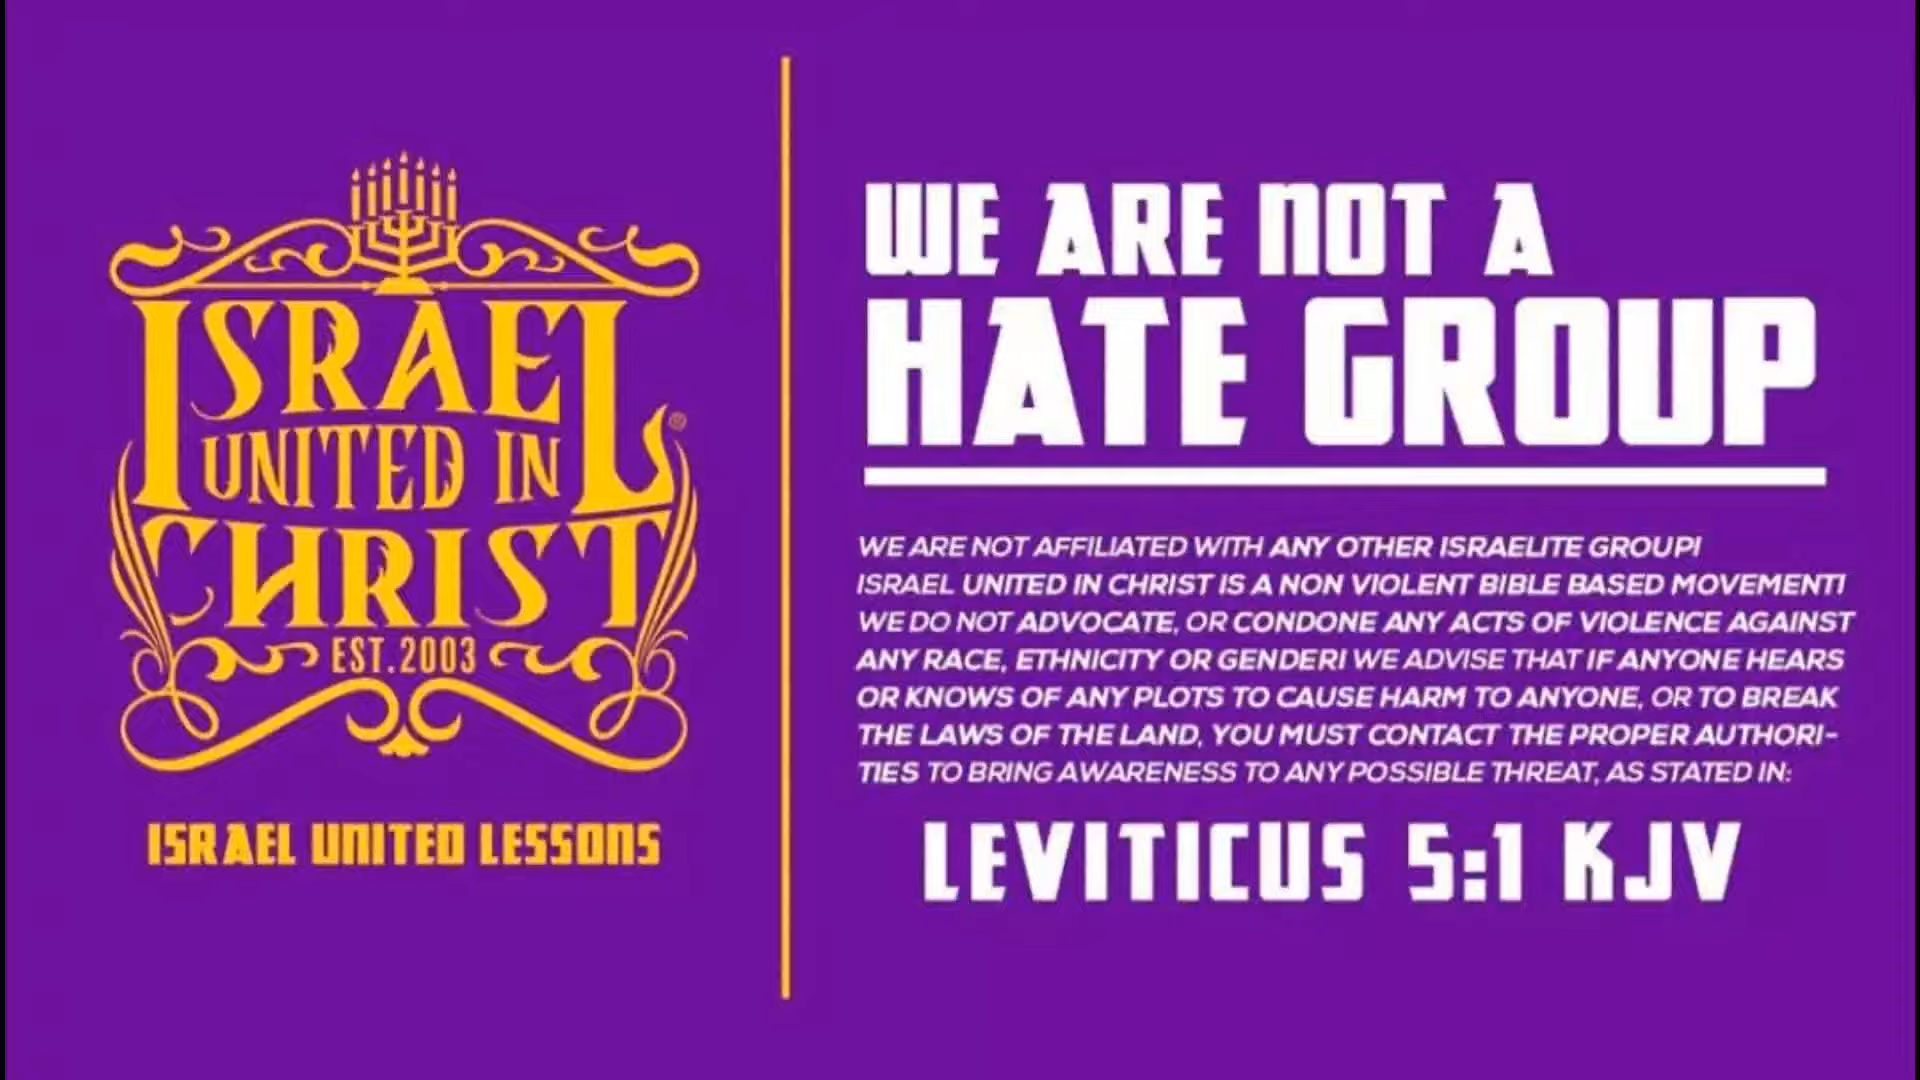 ISRAEL
UNITED IN
CHRIST
EST.2003
®
ISRAEL UNITED LESSONS
WE ARE NOT A
HATE GROUP
WE ARE NOT AFFILIATED WITH ANY OTHER ISRAELITE GROUP!
ISRAEL UNITED IN CHRIST IS A NON VIOLENT BIBLE BASED MOVEMENT!
WE DO NOT ADVOCATE, OR CONDONE ANY ACTS OF VIOLENCE AGAINST
ANY RACE, ETHNICITY OR GENDER! WE ADVISE THAT IF ANYONE HEARS
OR KNOWS OF ANY PLOTS TO CAUSE HARM TO ANYONE, OR TO BREAK
THE LAWS OF THE LAND, YOU MUST CONTACT THE PROPER AUTHORI-
TIES TO BRING AWARENESS TO ANY POSSIBLE THREAT, AS STATED IN:
LEVITICUS 5:1 KJV